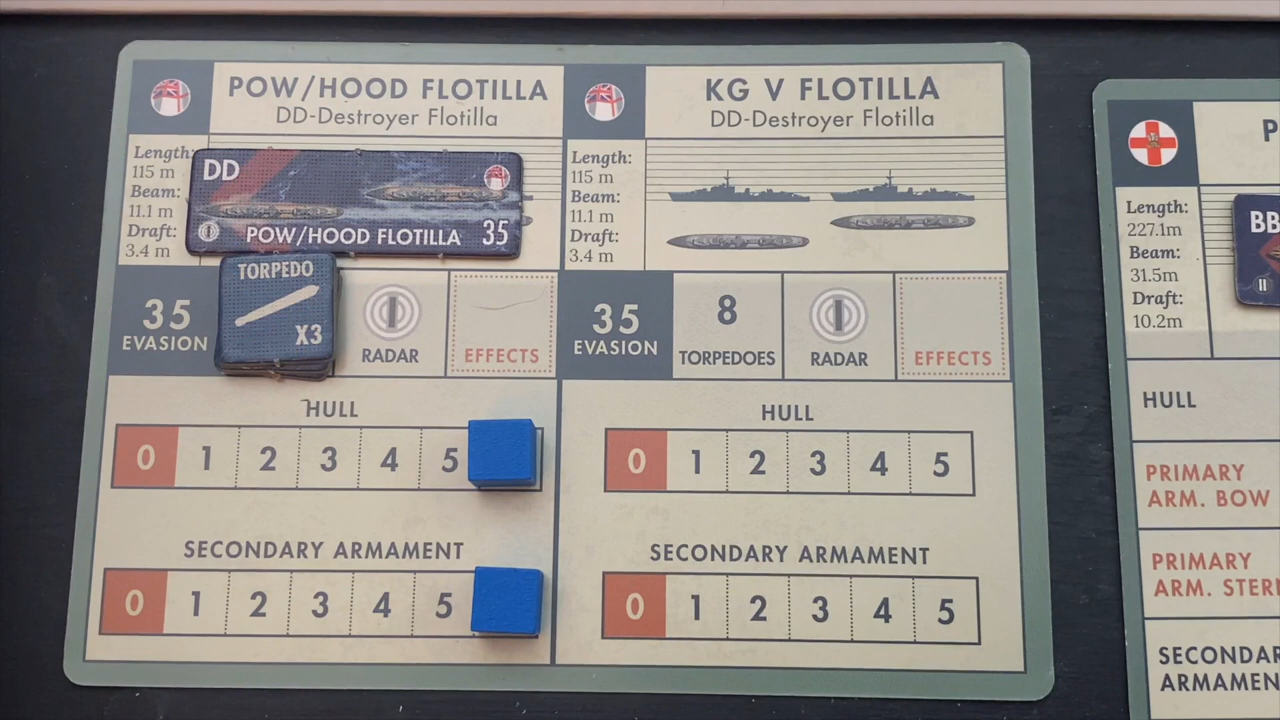 POW/HOOD FLOTILLA
DD-Destroyer Flotilla
Length:
115 m
Beam:
11.1 m
Draft:
3.4 m
DD
POW/HOOD FLOTILLA 35
35
EVASION
TORPEDO
X3
RADAR
EFFECTS
HULL
0 1 2 3 4 5
SECONDARY ARMAMENT
0 1 2 3 4 5
KG V FLOTILLA
DD-Destroyer Flotilla
Length:
115 m
Beam:
11.1 m
Draft:
3.4 m
35
EVASION
8
TORPEDOES
I
RADAR
EFFECTS
HULL
0 1 2 3 4 5
SECONDARY ARMAMENT
0 1 2 3 4 5
P
Length:
227.1m
Beam:
31.5m
Draft:
10.2m
BB
II
HULL
PRIMARY
ARM. BOW
PRIMARY
ARM. STER
SECONDAR
ARMAMEN